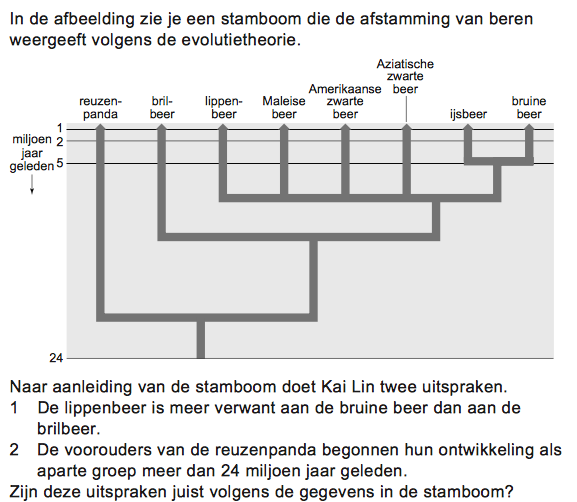 In de afbeelding zie je een stamboom die de afstamming van beren
weergeeft volgens de evolutietheorie.
Aziatische
zwarte
beer
Amerikaanse
zwarte
beer
reuzen-
panda
bril-
beer
lippen-
beer
Maleise
beer
ijsbeer
bruine
beer
1
miljoen 2
jaar
geleden 5
24
Naar aanleiding van de stamboom doet Kai Lin twee uitspraken.
1 De lippenbeer is meer verwant aan de bruine beer dan aan de
brilbeer.
2 De voorouders van de reuzenpanda begonnen hun ontwikkeling als
aparte groep meer dan 24 miljoen jaar geleden.
Zijn deze uitspraken juist volgens de gegevens in de stamboom?